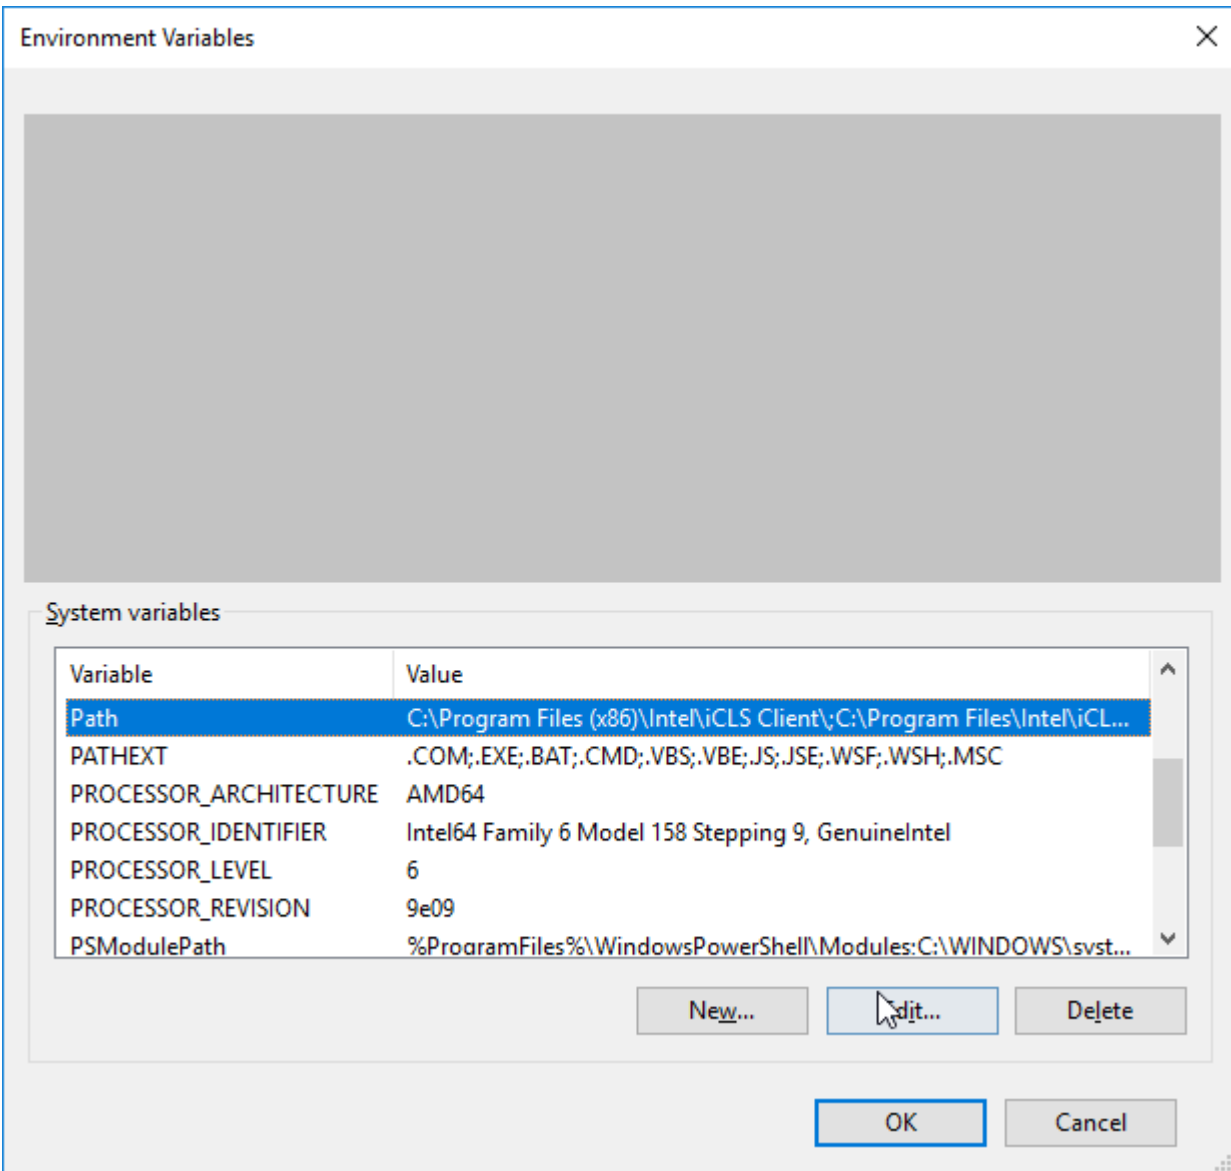 Environment Variables
System variables
Variable Value
Path C:\Program Files (x86)\Intel\iCLS Client\;C:\Program Files\Intel\iCL...
PATHEXT .COM;.EXE;.BAT;.CMD;.VBS;.VBE;.JS;.JSE;.WSF;.WSH;.MSC
PROCESSOR_ARCHITECTURE AMD64
PROCESSOR_IDENTIFIER Intel64 Family 6 Model 158 Stepping 9, GenuineIntel
PROCESSOR_LEVEL 6
PROCESSOR_REVISION 9e09
PSModulePath %ProgramFiles%\WindowsPowerShell\Modules;C:\WINDOWS\syst...
New... Edit... Delete
OK Cancel